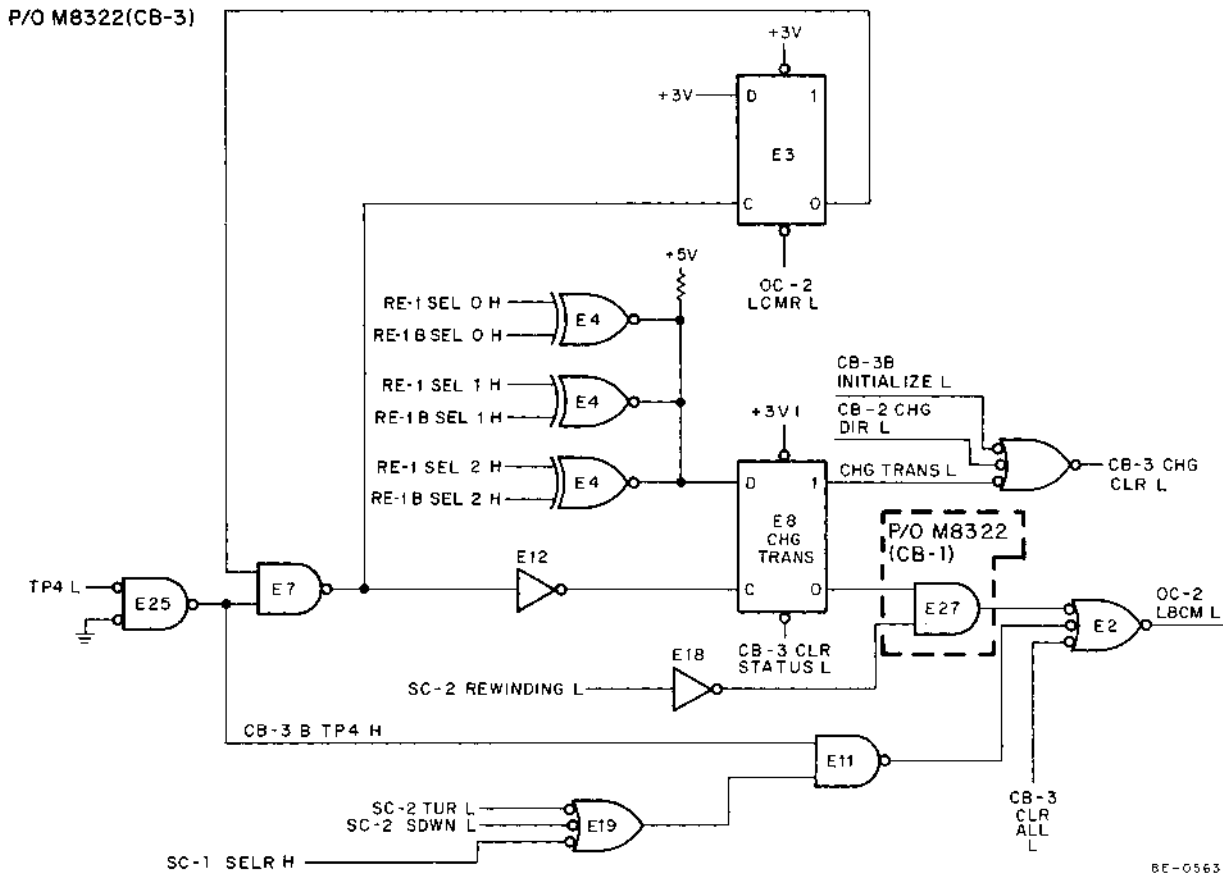 P/O M8322(CB-3)
+3V
+3V
D 1
E3
C 0
+5V
OC-2
LCMR L
RE-1 SEL 0 H
RE-1 B SEL 0 H
E4
RE-1 SEL 1 H
RE-1 B SEL 1 H
E4
RE-1 SEL 2 H
RE-1 B SEL 2 H
E4
+3V1
D 1
E8
CHG
TRANS
C 0
CB-3B
INITIALIZE L
CB-2 CHG
DIR L
CHG TRANS L
CB-3 CHG
CLR L
P/O M8322
(CB-1)
E12
TP4 L
E25
E7
E27
OC-2
LBCM L
E2
CB-3 CLR
STATUS L
E18
SC-2 REWINDING L
CB-3 B TP4 H
E11
SC-2 TUR L
SC-2 SDWN L
E19
SC-1 SELR H
CB-3
CLR
ALL
L
BE-0563